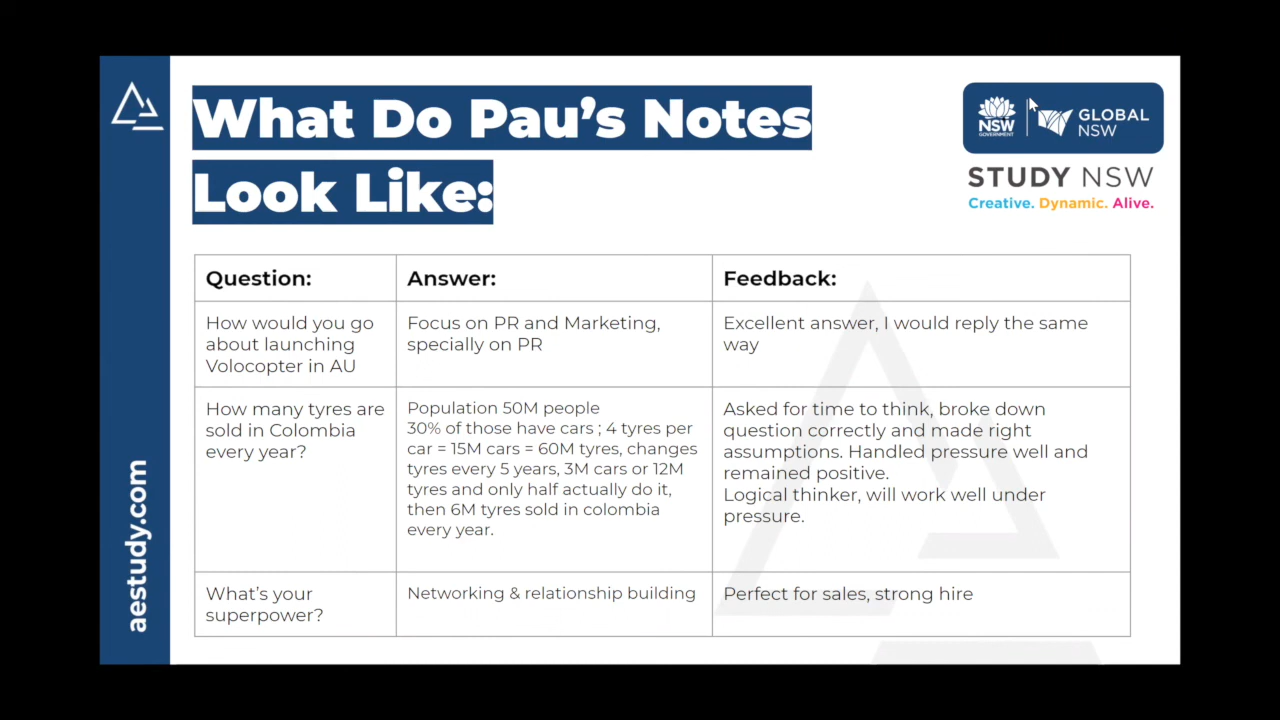 What Do Pau's Notes
Look Like:
NSW
GOVERNMENT
GLOBAL
NSW
STUDY NSW
Creative. Dynamic. Alive.
Question:
Answer:
Feedback:
How would you go
about launching
Volocopter in AU
Focus on PR and Marketing,
specially on PR
Excellent answer, I would reply the same
way
How many tyres are
sold in Colombia
every year?
Population 50M people
30% of those have cars ; 4 tyres per
car = 15M cars = 60M tyres, changes
tyres every 5 years, 3M cars or 12M
tyres and only half actually do it,
then 6M tyres sold in colombia
every year.
Asked for time to think, broke down
question correctly and made right
assumptions. Handled pressure well and
remained positive.
Logical thinker, will work well under
pressure.
What's your
superpower?
Networking & relationship building
Perfect for sales, strong hire
aestudy.com